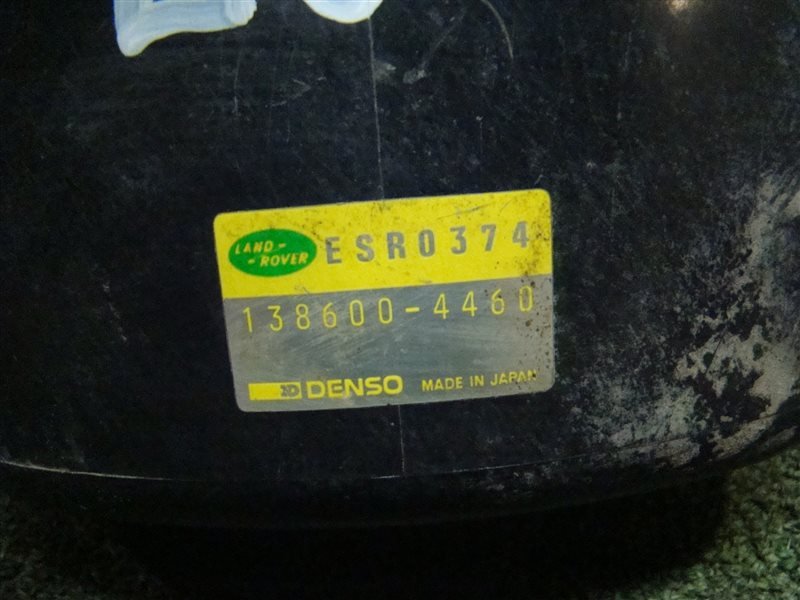 LAND-
-ROVER
ESR0374
138600-4460
DENSO MADE IN JAPAN